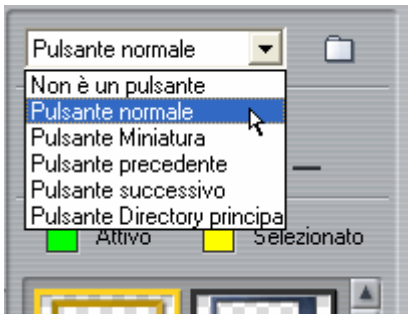 Pulsante normale
Non è un pulsante
Pulsante normale
Pulsante Miniatura
Pulsante precedente
Pulsante successivo
Pulsante Directory principa
Attivo
Selezionato